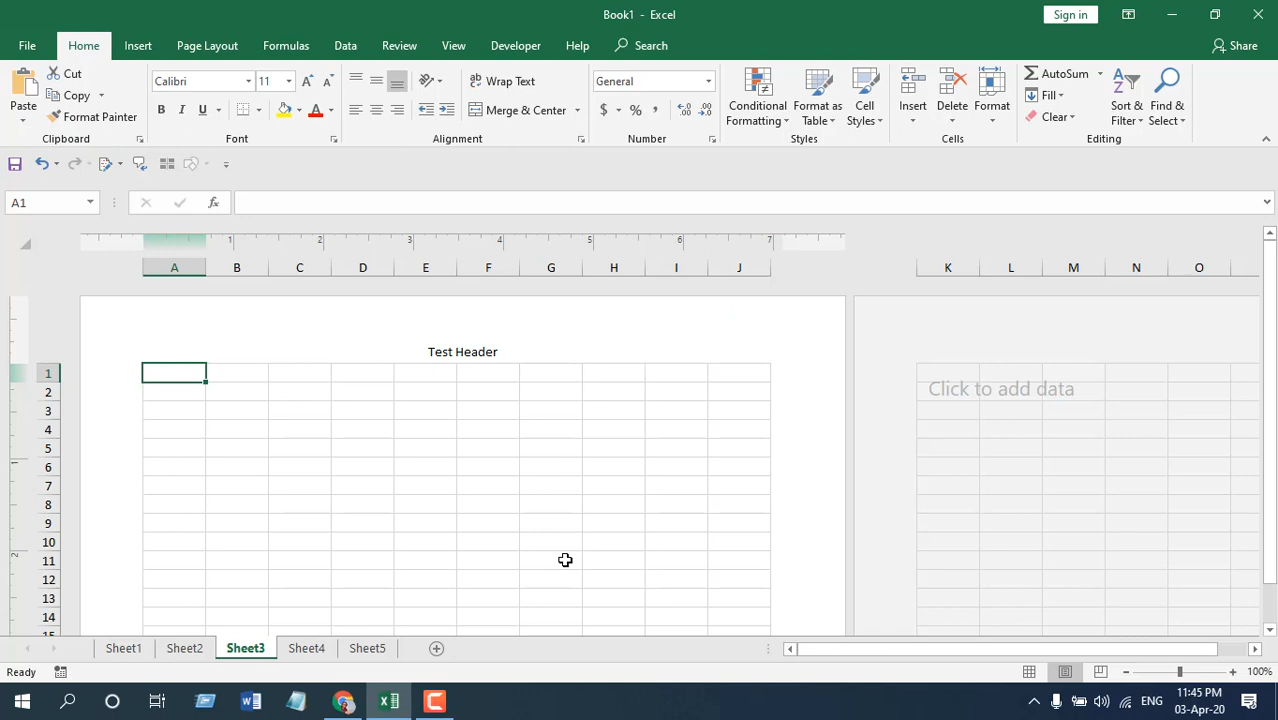 Book1 - Excel
Sign in
File Home Insert Page Layout Formulas Data Review View Developer Help Search Share
Paste
Cut
Copy
Format Painter
Clipboard
Calibri 11
B I U
Font
Wrap Text
Merge & Center
Alignment
General
$ % ,
Number
Conditional Formatting
Format as Table
Cell Styles
Styles
Insert
Delete
Format
Cells
AutoSum
Fill
Clear
Sort & Filter
Find & Select
Editing
A1
fx
1 2 3 4 5 6 7
A B C D E F G H I J K L M N O
Test Header
Click to add data
1
2
3
4
5
6
7
8
9
10
11
12
13
14
15
1
2
Sheet1 Sheet2 Sheet3 Sheet4 Sheet5
Ready
100%
ENG
11:45 PM
03-Apr-20